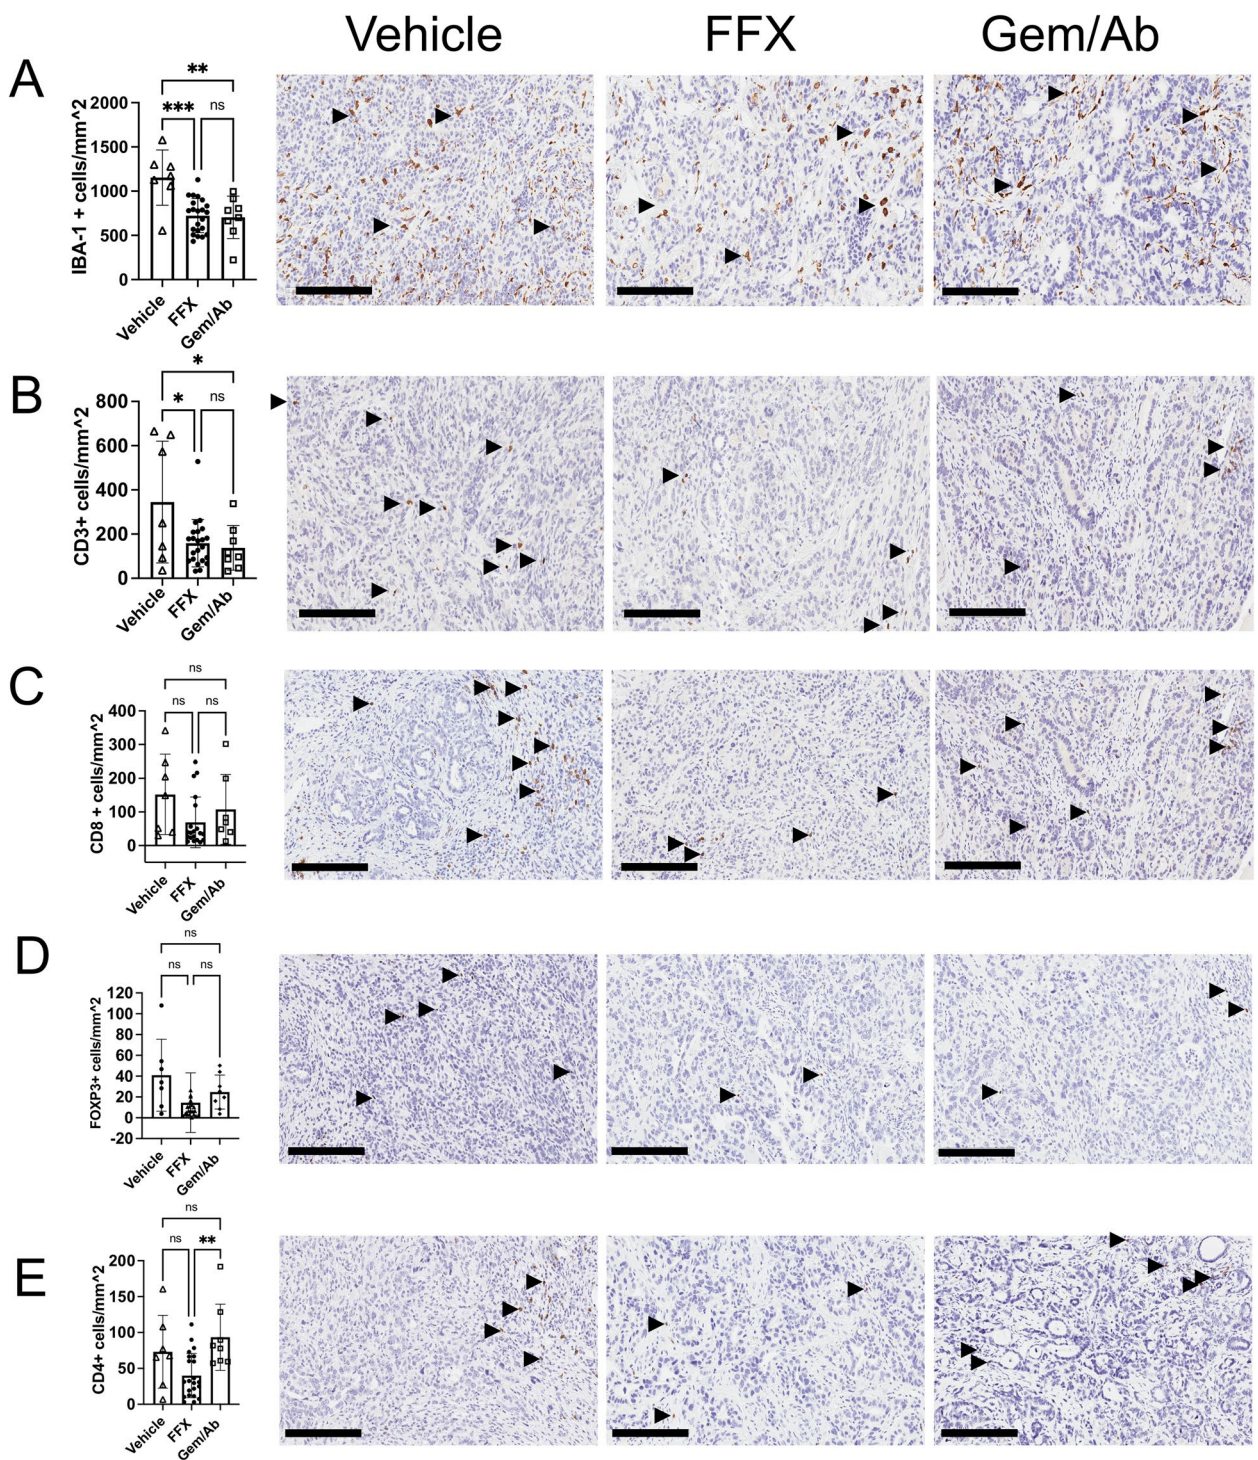 Vehicle FFX Gem/Ab
A
** 
*** ns
IBA-1 + cells/mm^2
2000
1500
1000
500
0
Vehicle
FFX
Gem/Ab
B
*
* ns
CD3+ cells/mm^2
800
600
400
200
0
Vehicle
FFX
Gem/Ab
C
ns
ns ns
CD8 + cells/mm^2
400
300
200
100
0
Vehicle
FFX
Gem/Ab
D
ns
ns ns
FOXP3+ cells/mm^2
120
100
80
60
40
20
0
-20
Vehicle
FFX
Gem/Ab
E
ns
ns **
CD4+ cells/mm^2
200
150
100
50
0
Vehicle
FFX
Gem/Ab